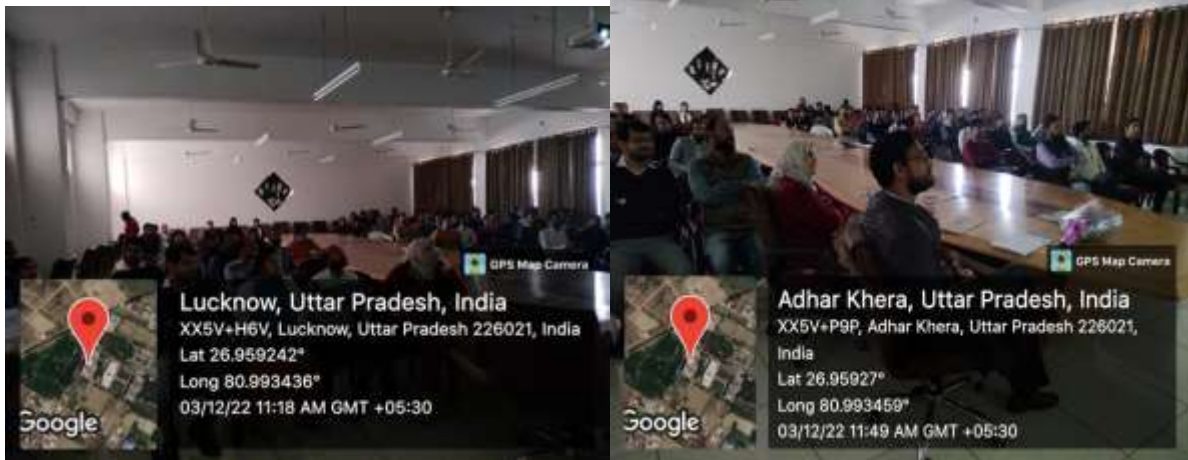 GPS Map Camera
Lucknow, Uttar Pradesh, India
XX5V+H6V, Lucknow, Uttar Pradesh 226021, India
Lat 26.959242°
Long 80.993436°
03/12/22 11:18 AM GMT +05:30
Google
GPS Map Camera
Adhar Khera, Uttar Pradesh, India
XX5V+P9P, Adhar Khera, Uttar Pradesh 226021,
India
Lat 26.95927°
Long 80.993459°
03/12/22 11:49 AM GMT +05:30
Google